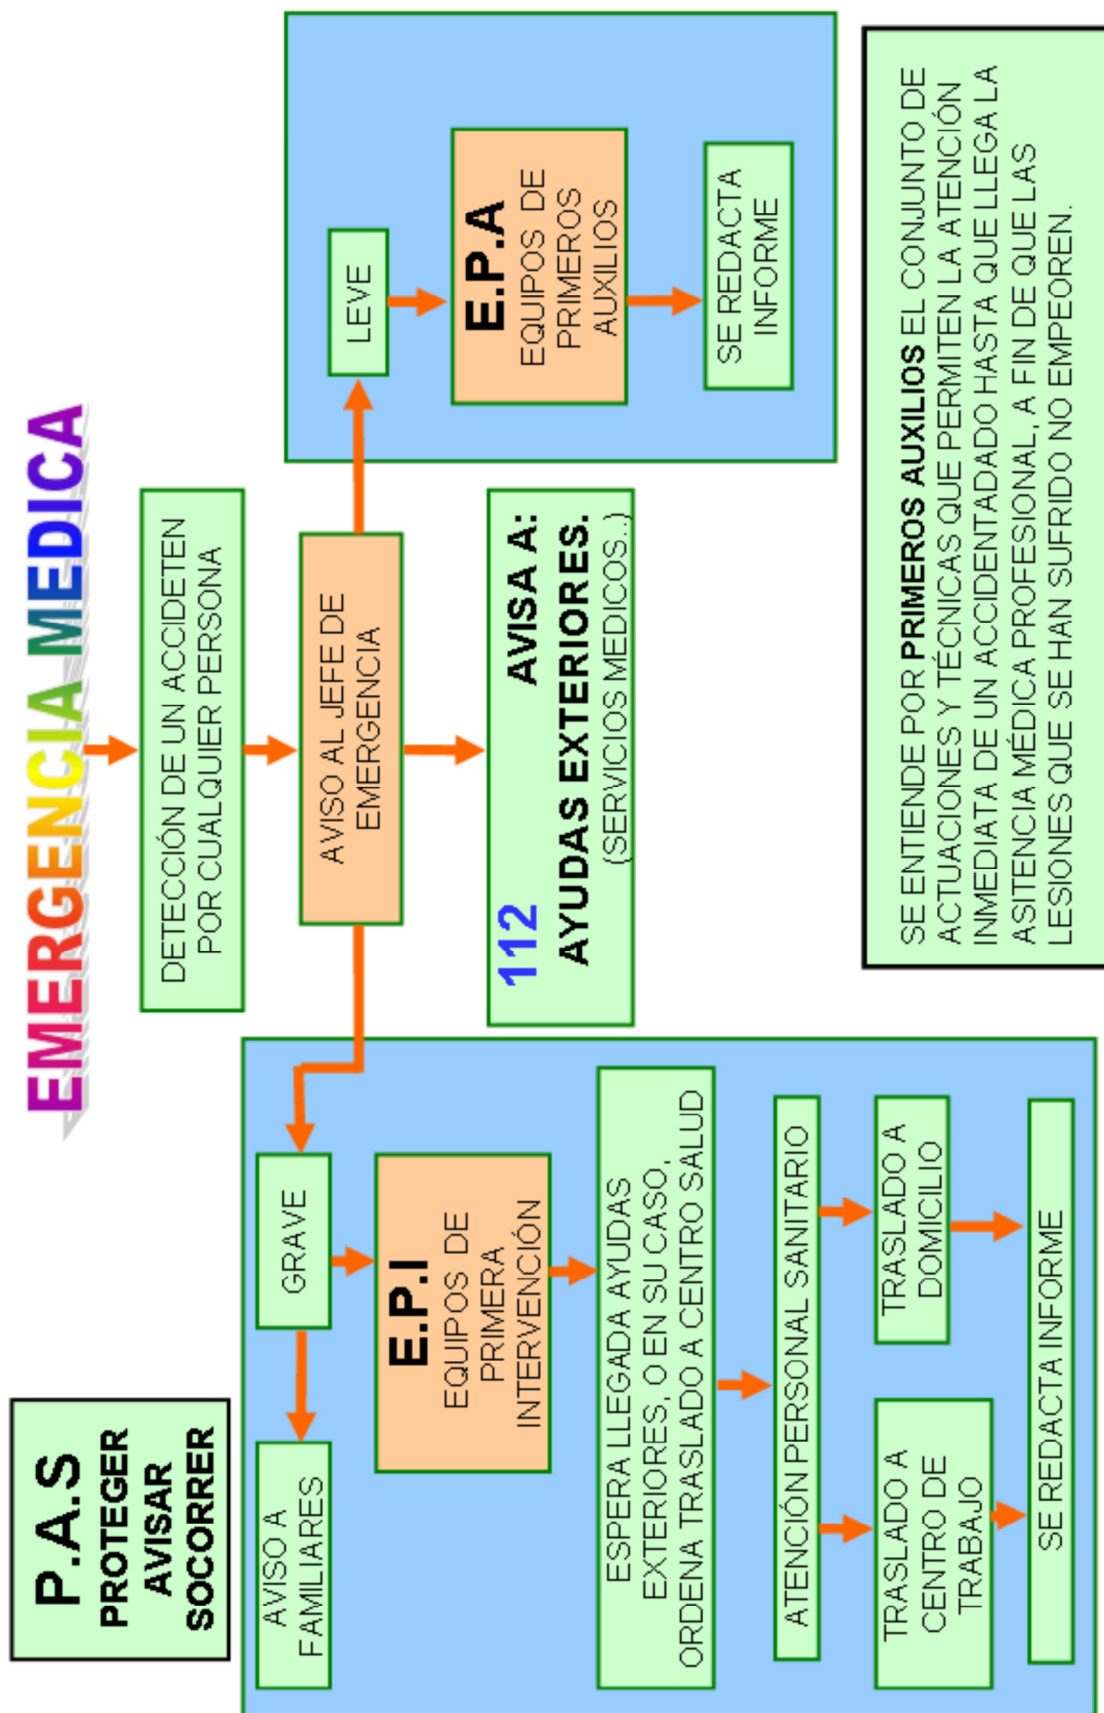 EMERGENCIA MEDICA
P.A.S
PROTEGER
AVISAR
SOCORRER
DETECCIÓN DE UN ACCIDETEN
POR CUALQUIER PERSONA
AVISO AL JEFE DE
EMERGENCIA
GRAVE
AVISO A
FAMILIARES
E.P.I
EQUIPOS DE
PRIMERA
INTERVENCIÓN
ESPERA LLEGADA AYUDAS
EXTERIORES, O EN SU CASO,
ORDENA TRASLADO A CENTRO SALUD
ATENCIÓN PERSONAL SANITARIO
TRASLADO A
CENTRO DE
TRABAJO
TRASLADO A
DOMICILIO
SE REDACTA INFORME
112 AVISA A:
AYUDAS EXTERIORES.
(SERVICIOS MEDICOS..)
LEVE
E.P.A
EQUIPOS DE
PRIMEROS
AUXILIOS
SE REDACTA
INFORME
SE ENTIENDE POR PRIMEROS AUXILIOS EL CONJUNTO DE
ACTUACIONES Y TÉCNICAS QUE PERMITEN LA ATENCIÓN
INMEDIATA DE UN ACCIDENTADADO HASTA QUE LLEGA LA
ASITENCIA MÉDICA PROFESIONAL, A FIN DE QUE LAS
LESIONES QUE SE HAN SUFRIDO NO EMPEOREN.